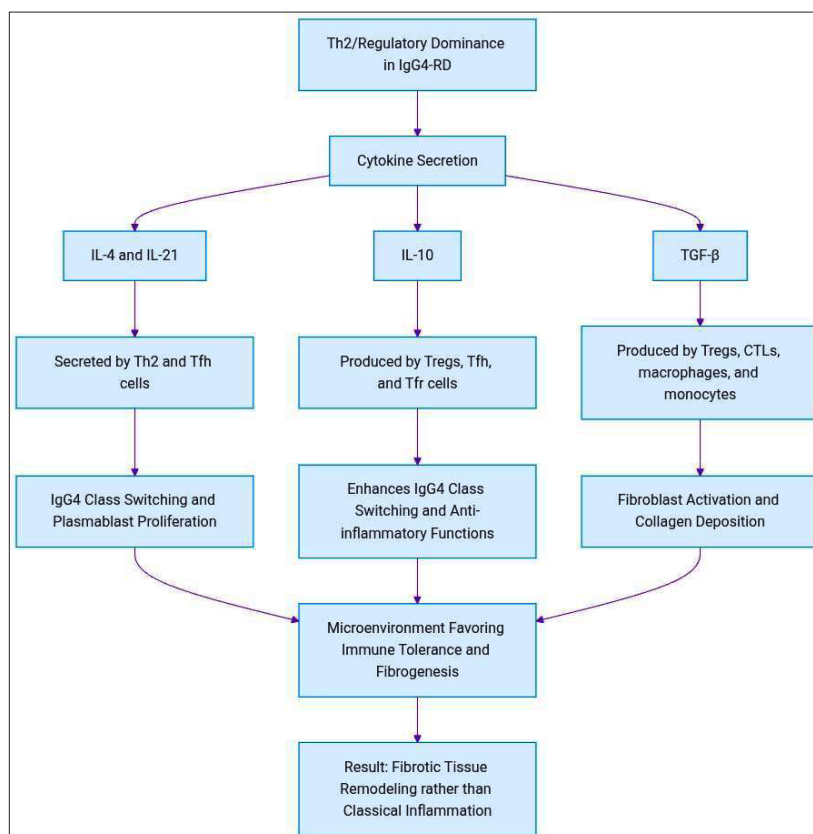 Th2/Regulatory Dominance
in IgG4-RD
Cytokine Secretion
IL-4 and IL-21
IL-10
TGF-β
Secreted by Th2 and Tfh
cells
Produced by Tregs, Tfh,
and Tfr cells
Produced by Tregs, CTLs,
macrophages, and
monocytes
IgG4 Class Switching and
Plasmablast Proliferation
Enhances IgG4 Class
Switching and Anti-
inflammatory Functions
Fibroblast Activation and
Collagen Deposition
Microenvironment Favoring
Immune Tolerance and
Fibrogenesis
Result: Fibrotic Tissue
Remodeling rather than
Classical Inflammation